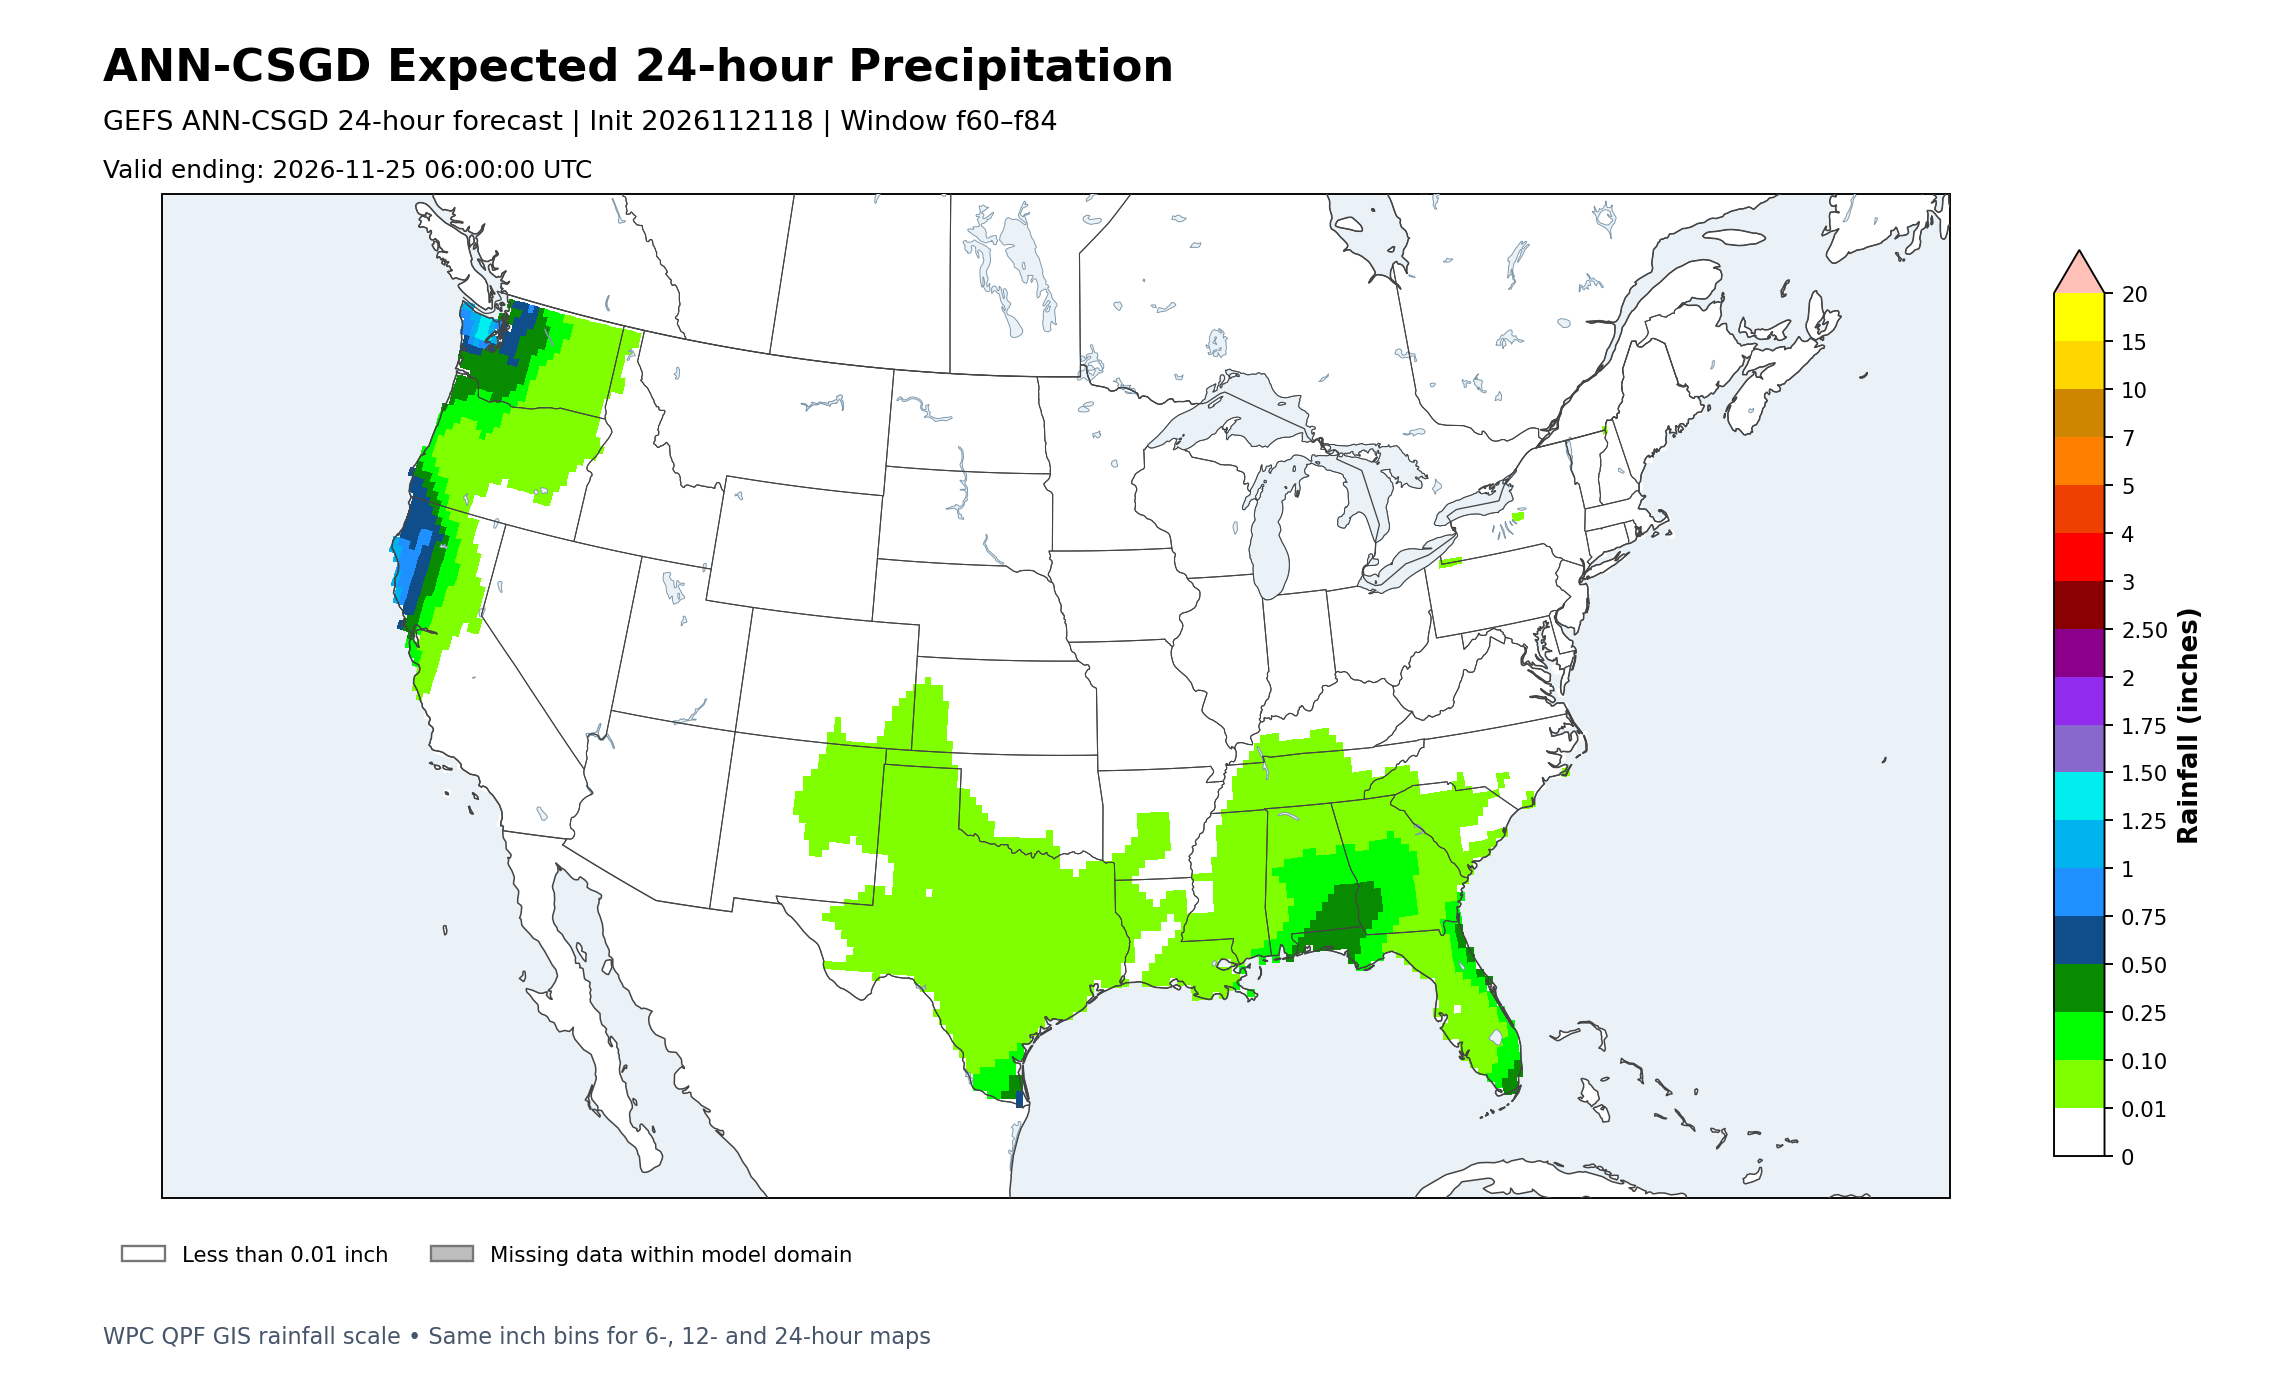 ANN-CSGD Expected 24-hour Precipitation
GEFS ANN-CSGD 24-hour forecast | Init 2026112118 | Window f60–f84
Valid ending: 2026-11-25 06:00:00 UTC
20
15
10
7
5
4
3
2.50
2
1.75
1.50
1.25
1
0.75
0.50
0.25
0.10
0.01
0
Rainfall (inches)
Less than 0.01 inch
Missing data within model domain
WPC QPF GIS rainfall scale • Same inch bins for 6-, 12- and 24-hour maps